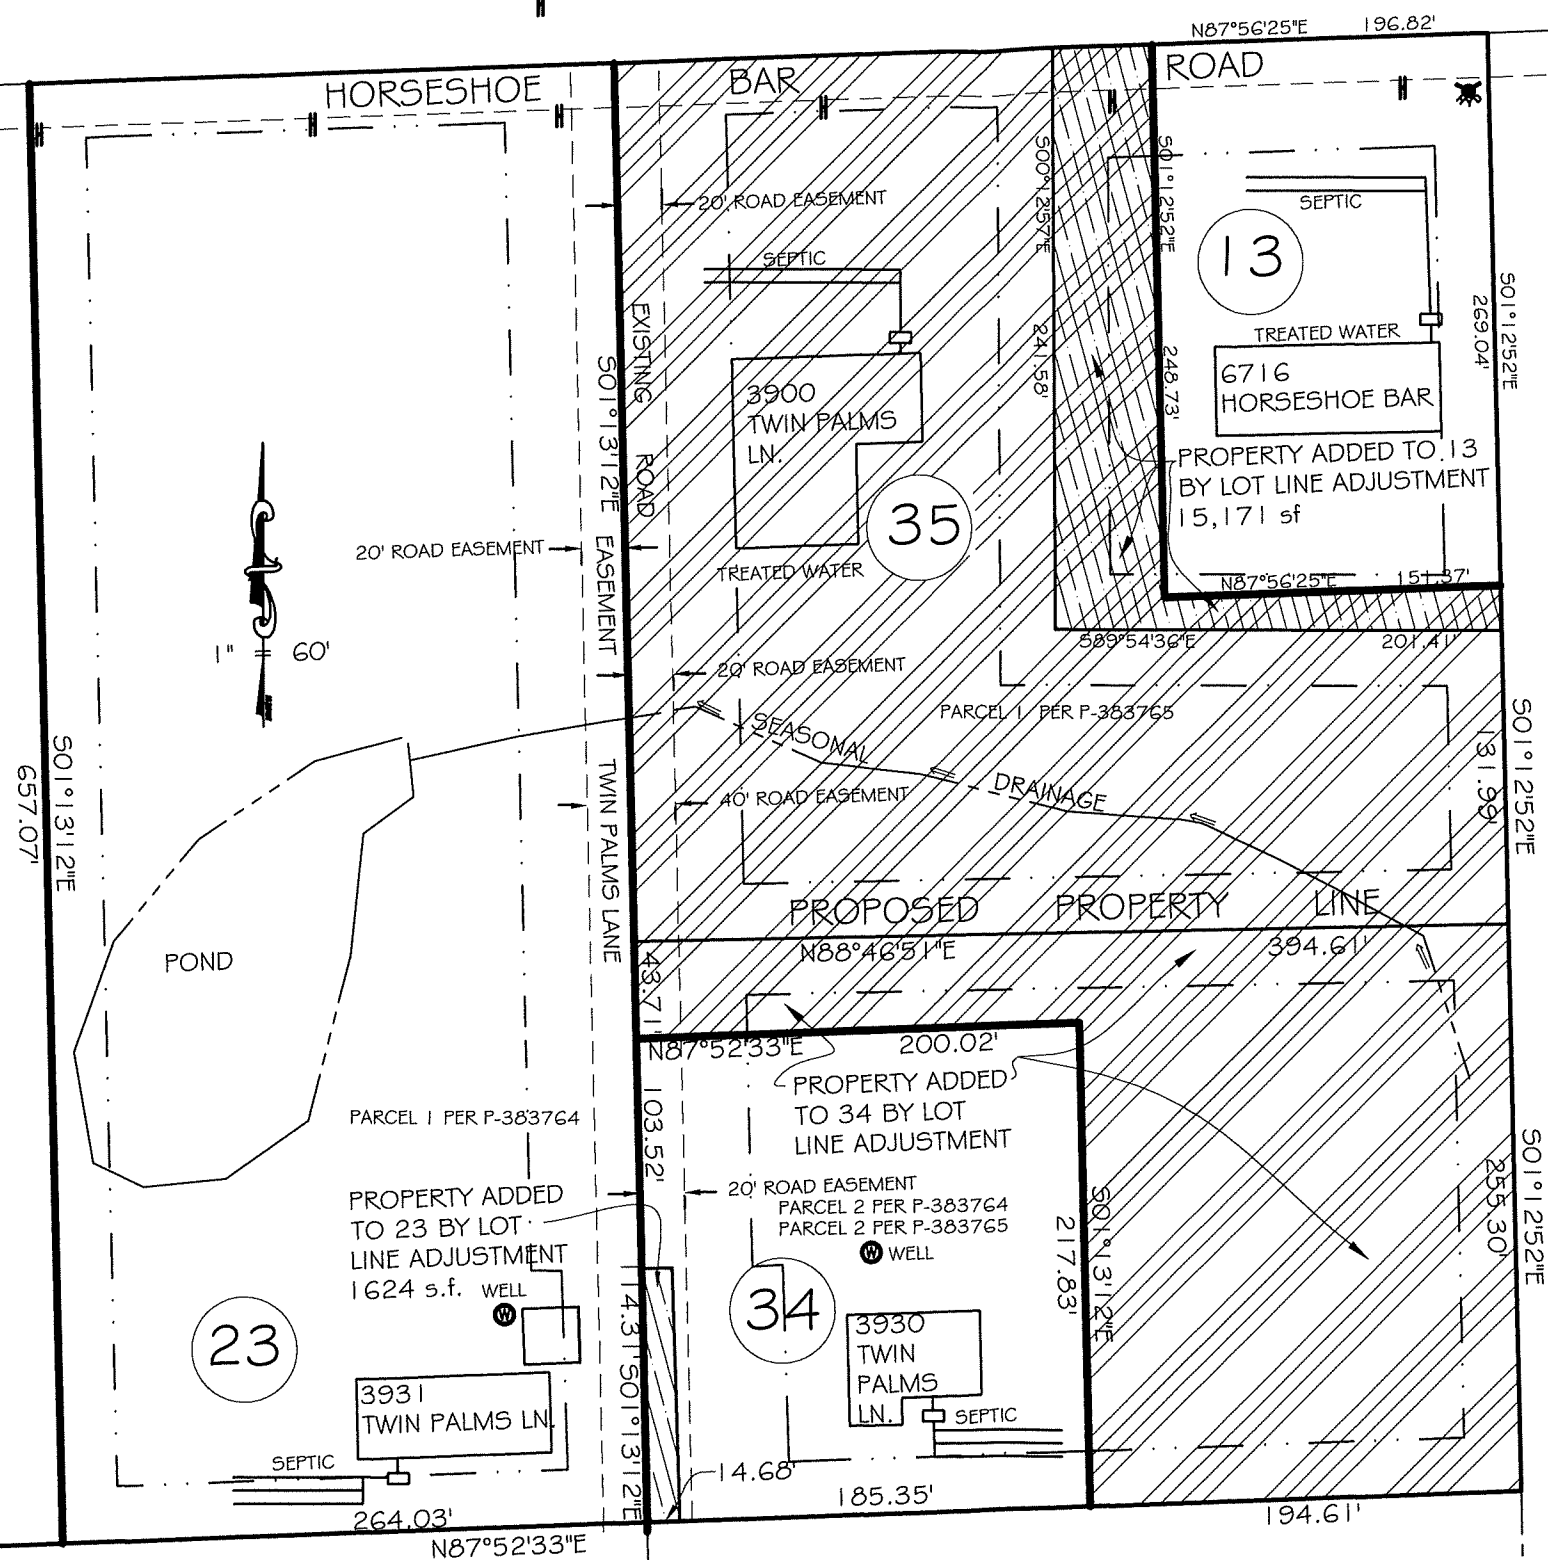 N87°56'25"E 196.82'
HORSESHOE BAR ROAD
20' ROAD EASEMENT
SEPTIC
SEPTIC
S00°12'57"E
S01°12'52"E
13
TREATED WATER
6716
HORSESHOE BAR
S01°12'52"E
269.04'
EXISTING ROAD EASEMENT
S01°13'12"E
3900
TWIN PALMS
LN.
241.58'
248.73'
PROPERTY ADDED TO 13
BY LOT LINE ADJUSTMENT
15,171 sf
35
20' ROAD EASEMENT
TREATED WATER
N87°56'25"E 151.37'
1" = 60'
S89°54'36"E 201.41'
20' ROAD EASEMENT
PARCEL 1 PER P-383765
SEASONAL DRAINAGE
S01°12'52"E
131.99'
S01°13'12"E
657.07'
TWIN PALMS LANE
40' ROAD EASEMENT
PROPOSED PROPERTY LINE
N88°46'51"E 394.61'
POND
43.71'
N87°52'33"E 200.02'
PROPERTY ADDED
TO 34 BY LOT
LINE ADJUSTMENT
PARCEL 1 PER P-383764
103.52'
PROPERTY ADDED
TO 23 BY LOT
LINE ADJUSTMENT
1624 s.f.
WELL
W
20' ROAD EASEMENT
PARCEL 2 PER P-383764
PARCEL 2 PER P-383765
W WELL
S01°13'12"E
217.83'
S01°12'52"E
255.30'
23
34
114.31' S01°13'12"E
3930
TWIN
PALMS
LN.
SEPTIC
3931
TWIN PALMS LN.
SEPTIC
14.68'
264.03'
N87°52'33"E
185.35'
194.61'